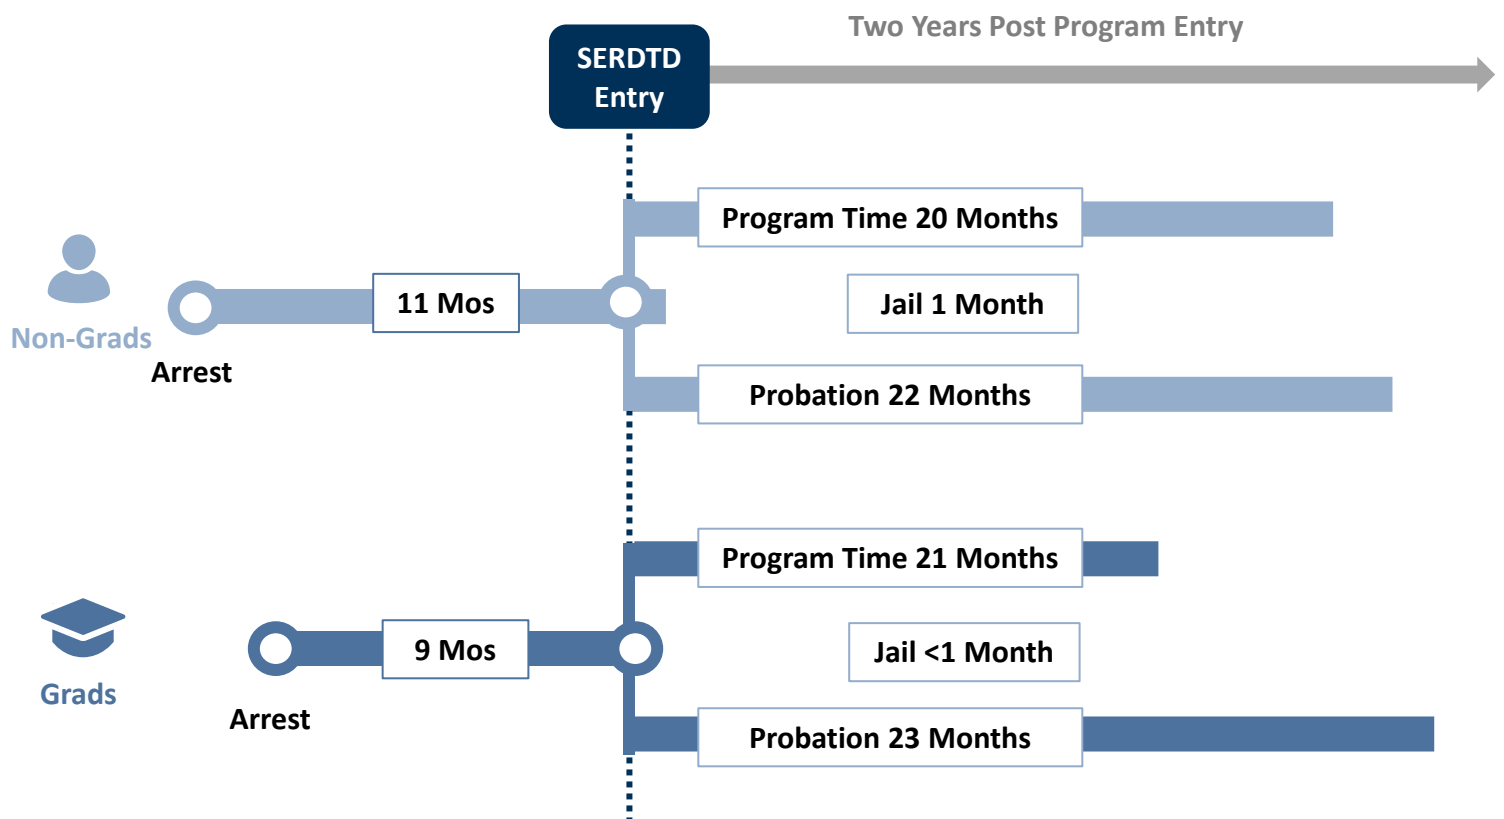 Two Years Post Program Entry
SERDTD
Entry
Program Time 20 Months
11 Mos
Jail 1 Month
Non-Grads
Arrest
Probation 22 Months
Program Time 21 Months
9 Mos
Jail <1 Month
Grads
Arrest
Probation 23 Months